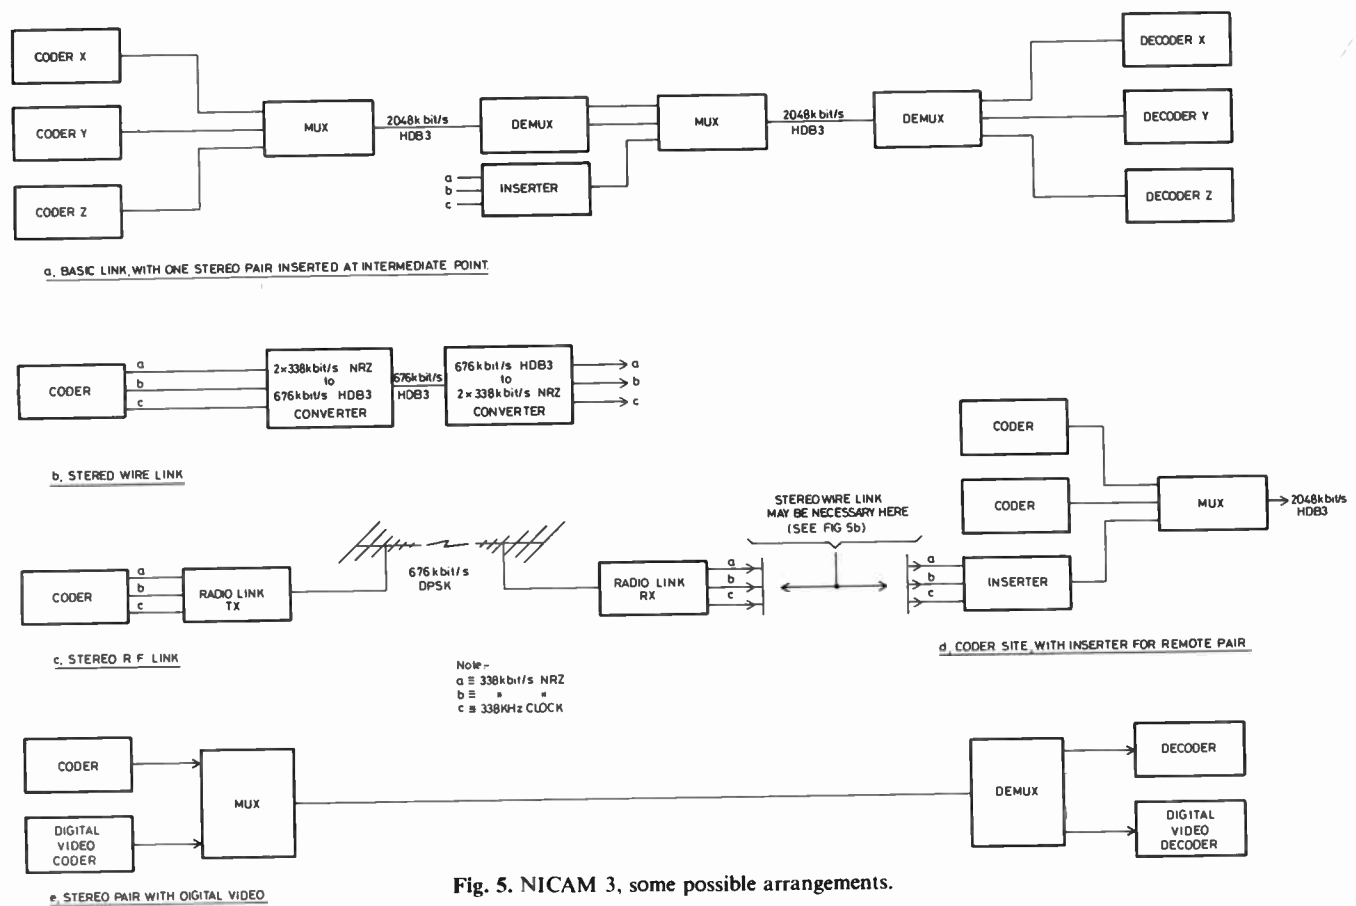 CODER X
CODER Y
CODER Z
MUX
2048k bit/s
HDB3
DEMUX
a
b
c
INSERTER
MUX
2048k bit/s
HDB3
DEMUX
DECODER X
DECODER Y
DECODER Z
a, BASIC LINK, WITH ONE STEREO PAIR INSERTED AT INTERMEDIATE POINT.
CODER
a
b
c
2×338kbit/s NRZ
to
676kbit/s HDB3
CONVERTER
676kbit/s
HDB3
676kbit/s HDB3
to
2×338kbit/s NRZ
CONVERTER
a
b
c
b, STEREO WIRE LINK
CODER
a
b
c
RADIO LINK
TX
676 kbit/s
DPSK
RADIO LINK
RX
a
b
c
STEREO WIRE LINK
MAY BE NECESSARY HERE
(SEE FIG 5b)
a
b
c
CODER
CODER
INSERTER
MUX
2048kbit/s
HDB3
c, STEREO R F LINK
d, CODER SITE, WITH INSERTER FOR REMOTE PAIR
Note:-
a ≡ 338kbit/s NRZ
b ≡ " "
c ≡ 338KHz CLOCK
CODER
DIGITAL
VIDEO
CODER
MUX
DEMUX
DECODER
DIGITAL
VIDEO
DECODER
e, STEREO PAIR WITH DIGITAL VIDEO
Fig. 5. NICAM 3, some possible arrangements.